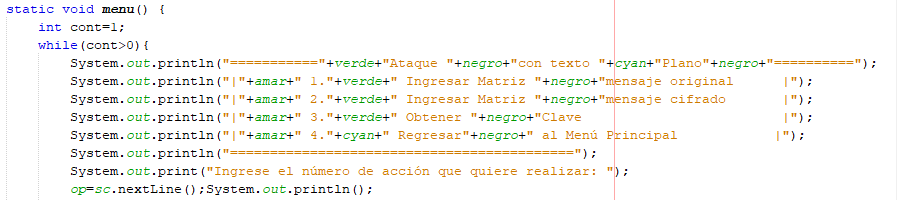 static void menu() {
int cont=1;
while(cont>0){
System.out.println("==========="+verde+"Ataque "+negro+"con texto "+cyan+"Plano"+negro+"==========");
System.out.println("|"+amar+" 1."+verde+" Ingresar Matriz "+negro+"mensaje original      |");
System.out.println("|"+amar+" 2."+verde+" Ingresar Matriz "+negro+"mensaje cifrado       |");
System.out.println("|"+amar+" 3."+verde+" Obtener "+negro+"Clave                         |");
System.out.println("|"+amar+" 4."+cyan+" Regresar"+negro+" al Menú Principal            |");
System.out.println("===========================================");
System.out.print("Ingrese el número de acción que quiere realizar: ");
op=sc.nextLine();System.out.println();